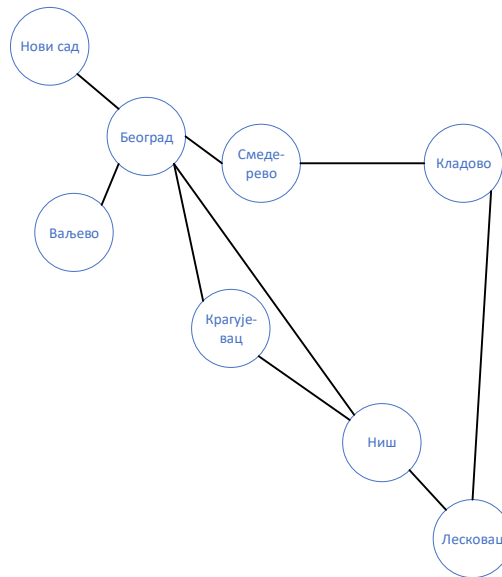 Нови сад
Београд
Смеде-
рево
Кладово
Ваљево
Крагује-
вац
Ниш
Лесковац